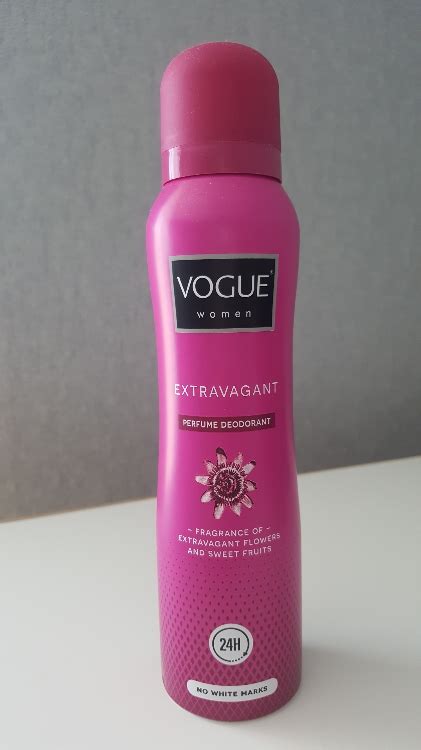 VOGUE®
women
EXTRAVAGANT
PERFUME DEODORANT
– FRAGRANCE OF –
EXTRAVAGANT FLOWERS
AND SWEET FRUITS
24H
NO WHITE MARKS